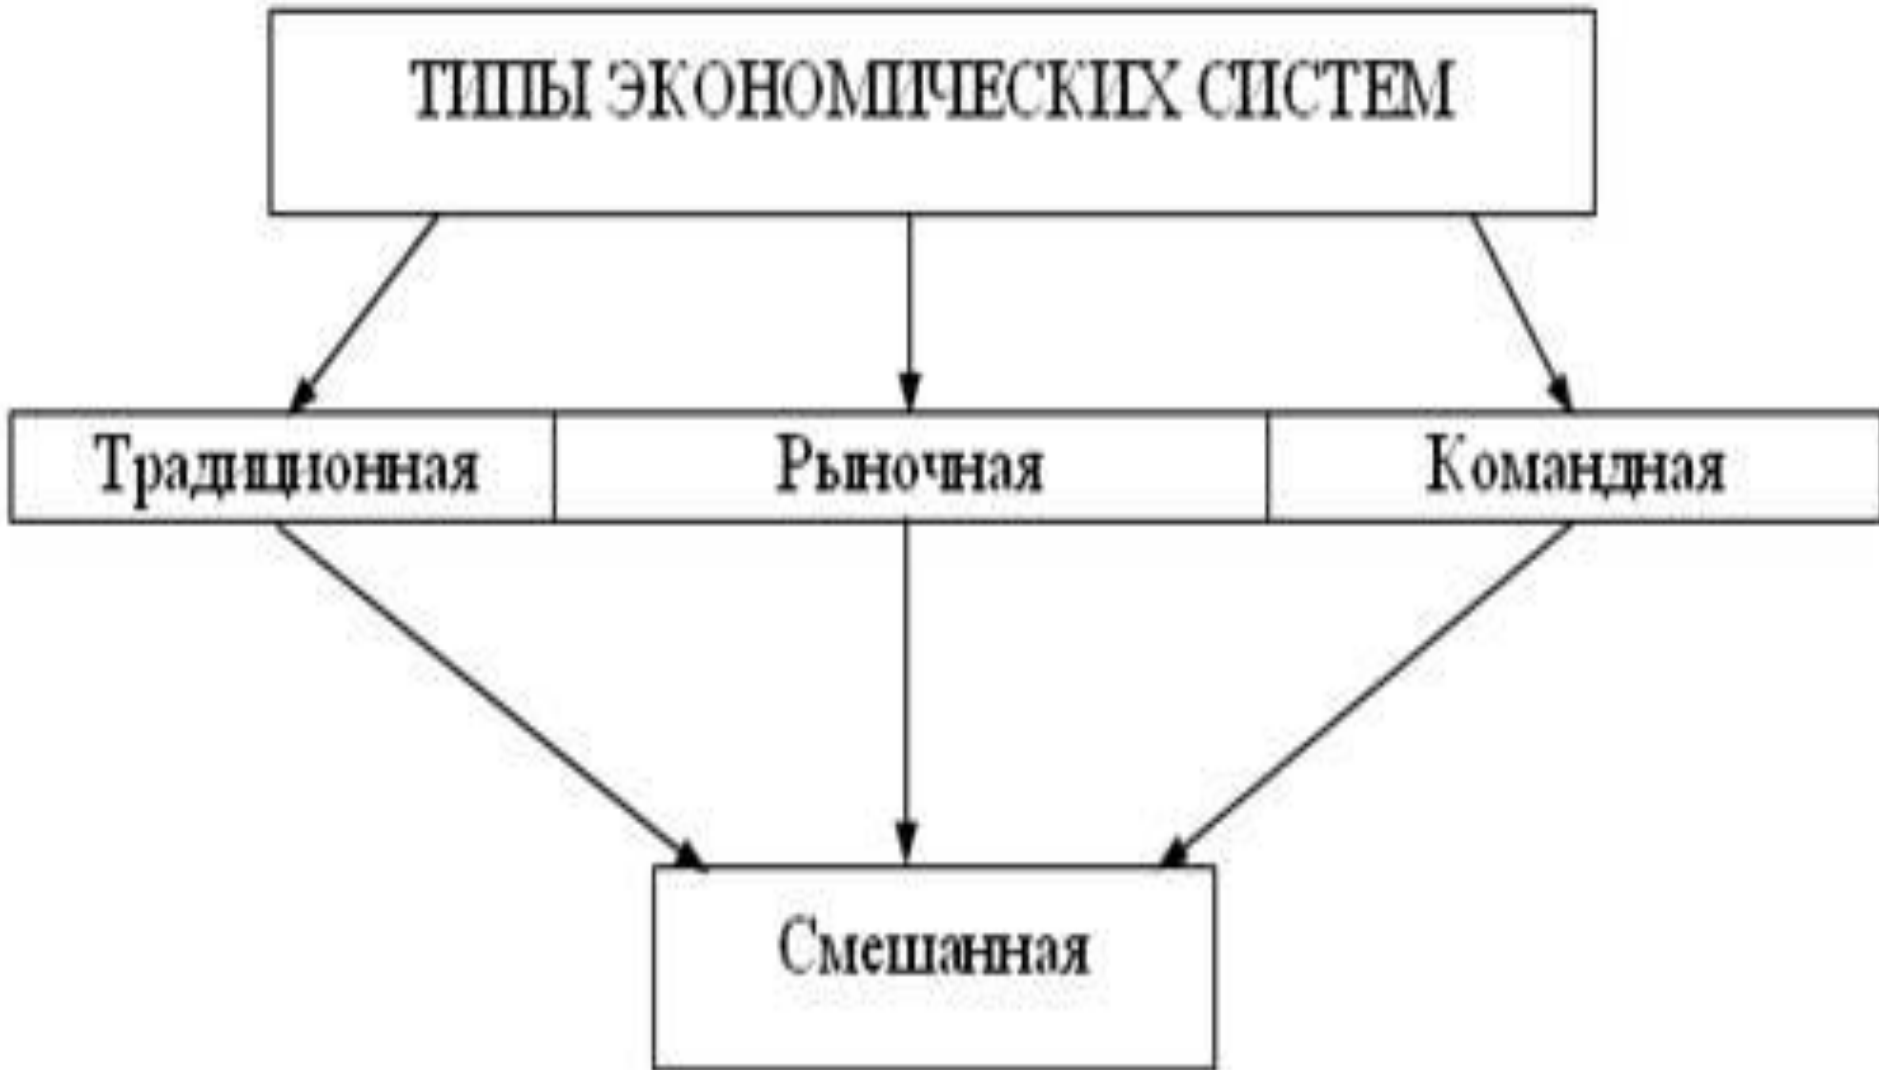 ТИПЫ ЭКОНОМИЧЕСКИХ СИСТЕМ
Традиционная
Рыночная
Командная
Смешанная